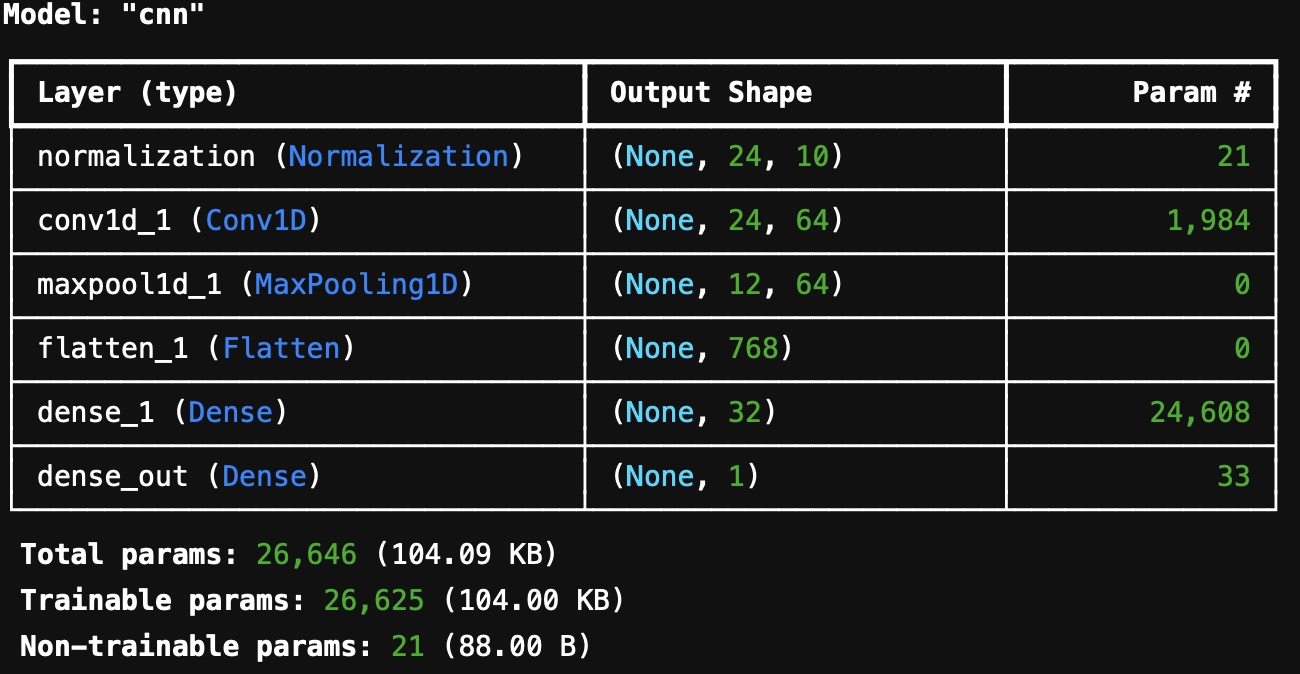 Model: "cnn"
Layer (type) Output Shape Param #
normalization (Normalization) (None, 24, 10) 21
conv1d_1 (Conv1D) (None, 24, 64) 1,984
maxpool1d_1 (MaxPooling1D) (None, 12, 64) 0
flatten_1 (Flatten) (None, 768) 0
dense_1 (Dense) (None, 32) 24,608
dense_out (Dense) (None, 1) 33
Total params: 26,646 (104.09 KB)
Trainable params: 26,625 (104.00 KB)
Non-trainable params: 21 (88.00 B)